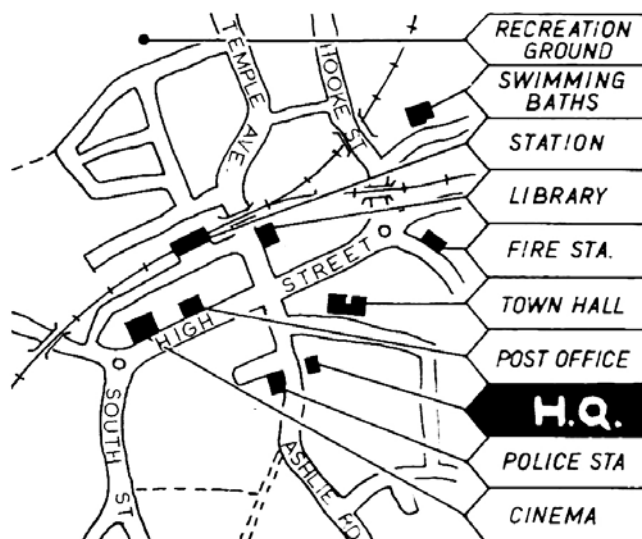 RECREATION
GROUND
SWIMMING
BATHS
STATION
LIBRARY
FIRE STA.
TOWN HALL
POST OFFICE
H.Q.
POLICE STA
CINEMA
TEMPLE AVE.
HOOKE ST
HIGH STREET
SOUTH ST
ASHLIE RD